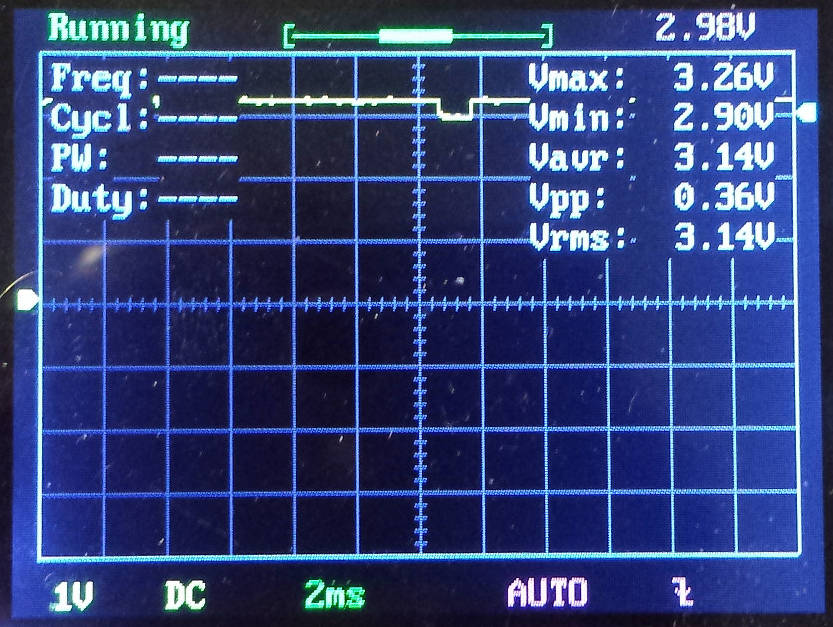 Running 2.98V
Freq:---- Vmax: 3.26V
Cycl:---- Vmin: 2.90V
PW: ---- Vavr: 3.14V
Duty:---- Vpp: 0.36V
Vrms: 3.14V
1V DC 2ms AUTO